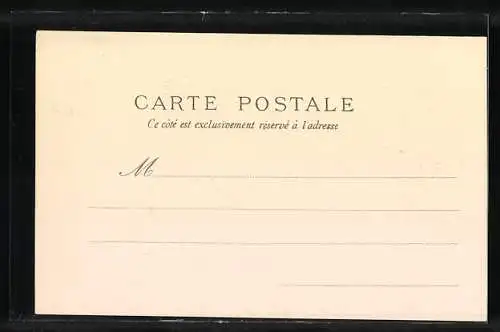 CARTE POSTALE
Ce côté est exclusivement réservé à l'adresse
M